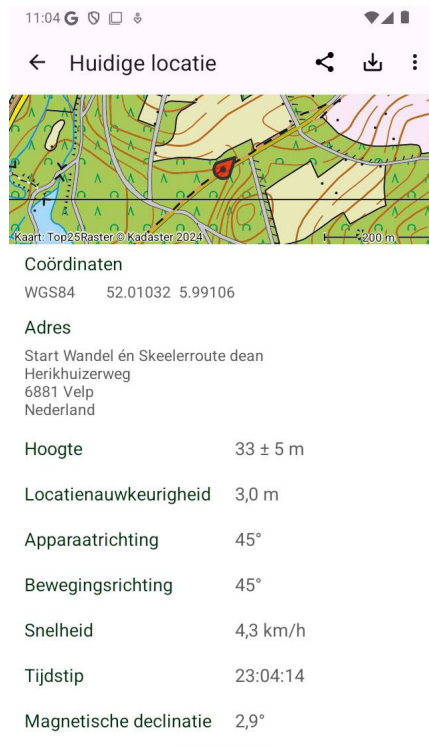 11:04 G
Huidige locatie
Kaart: Top25Raster © Kadaster 2024
200 m
Coördinaten
WGS84 52.01032 5.99106
Adres
Start Wandel én Skeelerroute dean
Herikhuizerweg
6881 Velp
Nederland
Hoogte 33 ± 5 m
Locatienauwkeurigheid 3,0 m
Apparaatrichting 45°
Bewegingsrichting 45°
Snelheid 4,3 km/h
Tijdstip 23:04:14
Magnetische declinatie 2,9°